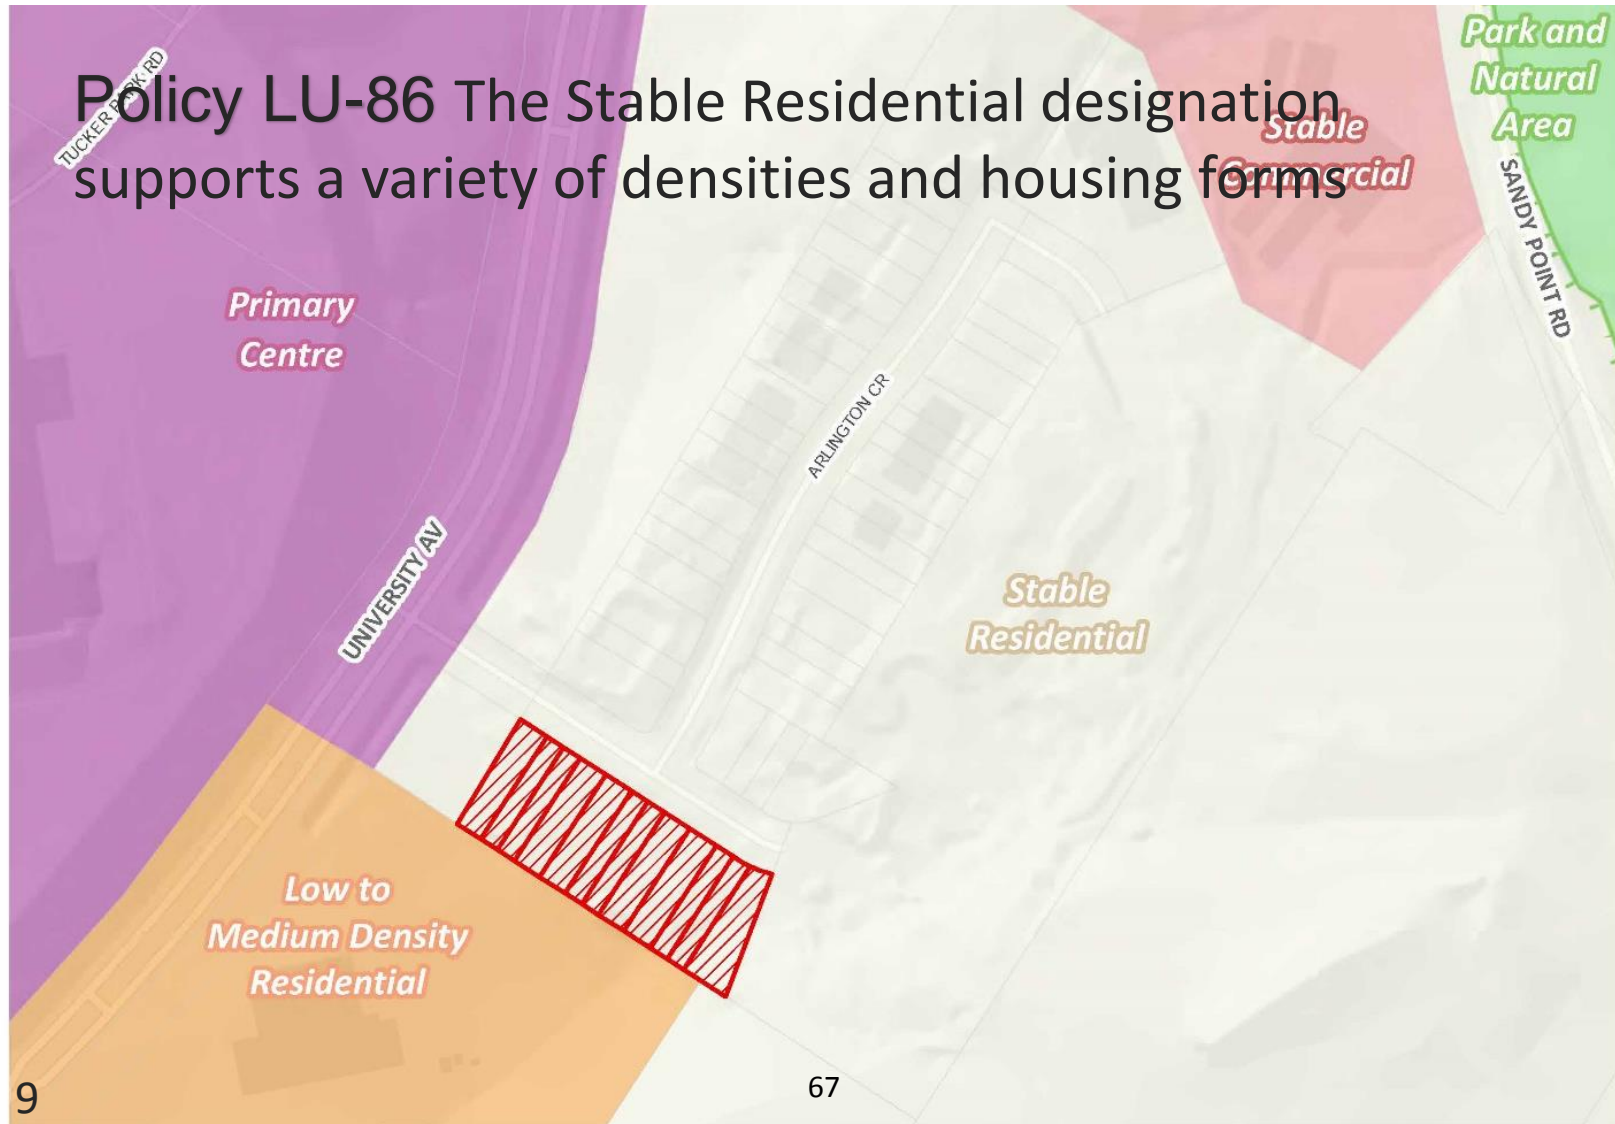 Policy LU-86 The Stable Residential designation
supports a variety of densities and housing forms
TUCKER PARK RD
Park and
Natural
Area
Stable
Commercial
SANDY POINT RD
Primary
Centre
ARLINGTON CR
UNIVERSITY AV
Stable
Residential
Low to
Medium Density
Residential
67
9